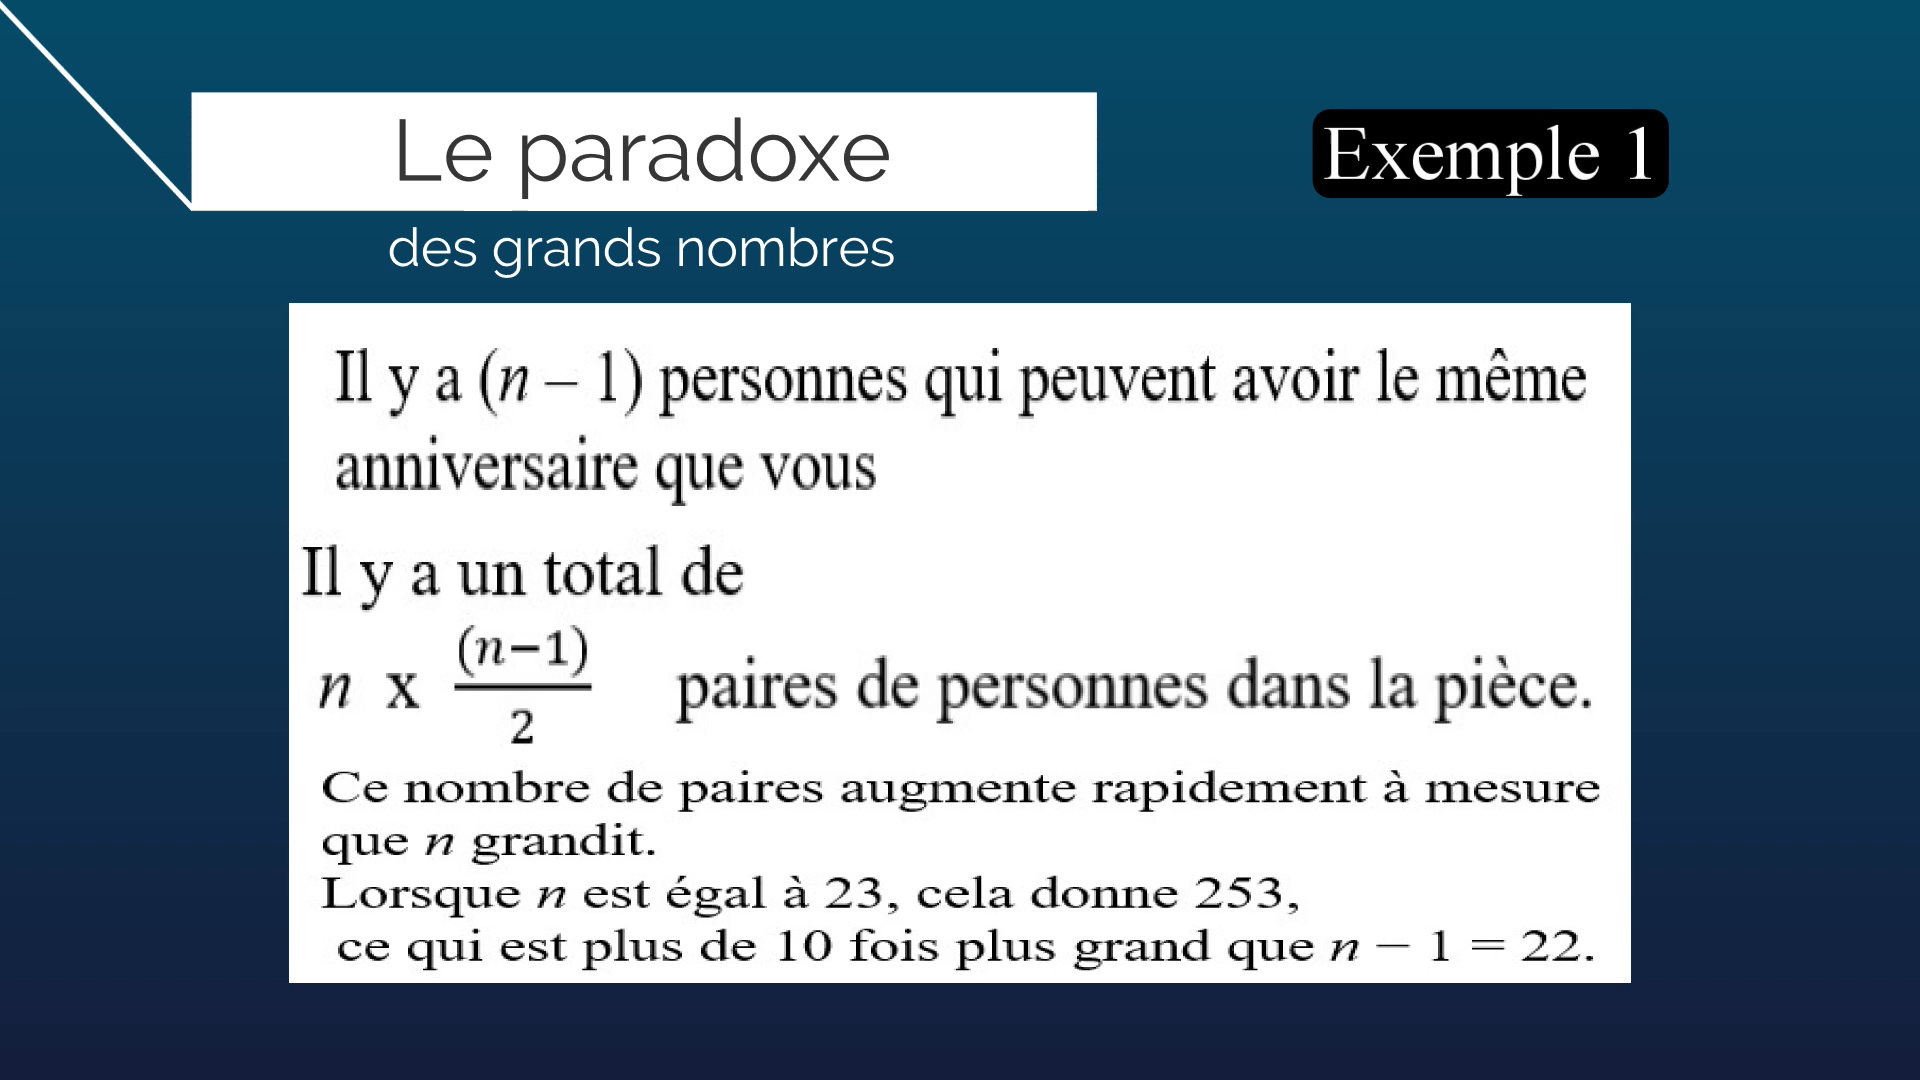 Le paradoxe
Exemple 1
des grands nombres
Il y a (n – 1) personnes qui peuvent avoir le même
anniversaire que vous
Il y a un total de
n x (n−1)/2 paires de personnes dans la pièce.
Ce nombre de paires augmente rapidement à mesure
que n grandit.
Lorsque n est égal à 23, cela donne 253,
ce qui est plus de 10 fois plus grand que n − 1 = 22.